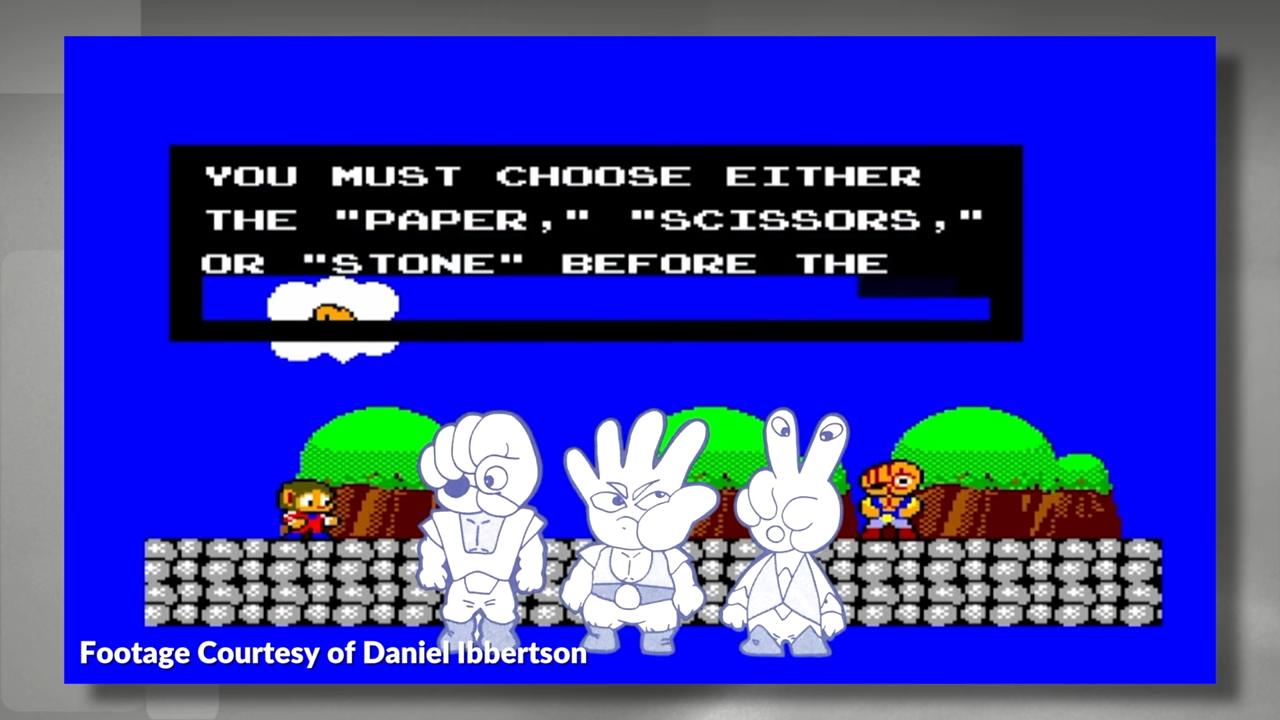 YOU MUST CHOOSE EITHER
THE "PAPER," "SCISSORS,"
OR "STONE" BEFORE THE
Footage Courtesy of Daniel Ibbertson